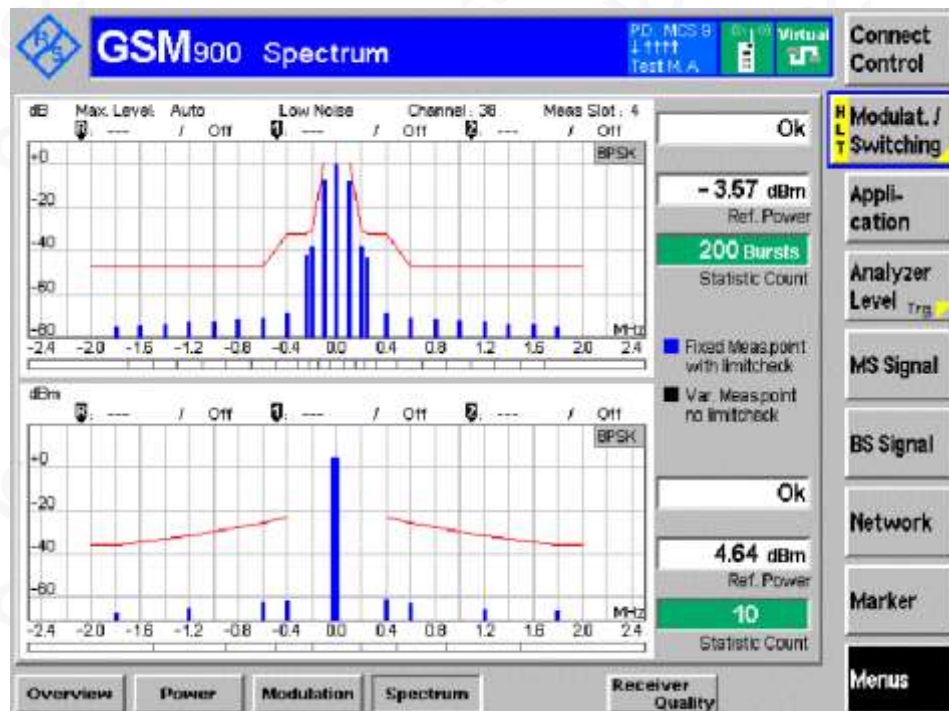 GSM900 Spectrum
PD: MCS 9
Test M. A
Virtual
Connect Control
dB Max. Level: Auto Low Noise Channel: 38 Meas Slot: 4
R: --- / Off 1: --- / Off 2: --- / Off
BPSK
+0
-20
-40
-60
-80
MHz
-2.4 -2.0 -1.6 -1.2 -0.8 -0.4 0.0 0.4 0.8 1.2 1.6 2.0 2.4
Ok
- 3.57 dBm
Ref. Power
200 Bursts
Statistic Count
Fixed Meas.point
with limitcheck
Var. Meas.point
no limitcheck
dBm
R: --- / Off 1: --- / Off 2: --- / Off
BPSK
+0
-20
-40
-60
MHz
-2.4 -2.0 -1.6 -1.2 -0.8 -0.4 0.0 0.4 0.8 1.2 1.6 2.0 2.4
Ok
4.64 dBm
Ref. Power
10
Statistic Count
HLT
Modulat. /
Switching
Appli-
cation
Analyzer
Level Trg.
MS Signal
BS Signal
Network
Marker
Menus
Overview
Power
Modulation
Spectrum
Receiver
Quality